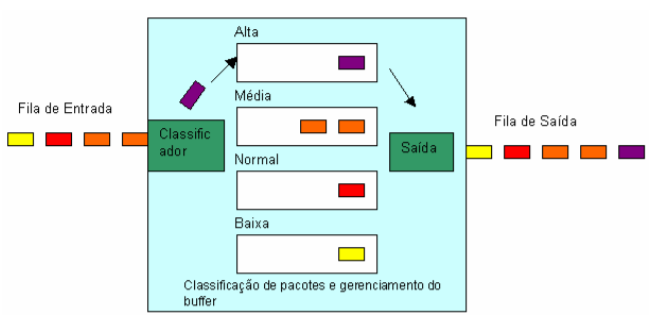 Alta
Fila de Entrada
Média
Classific
ador
Saída
Fila de Saída
Normal
Baixa
Classificação de pacotes e gerenciamento do
buffer